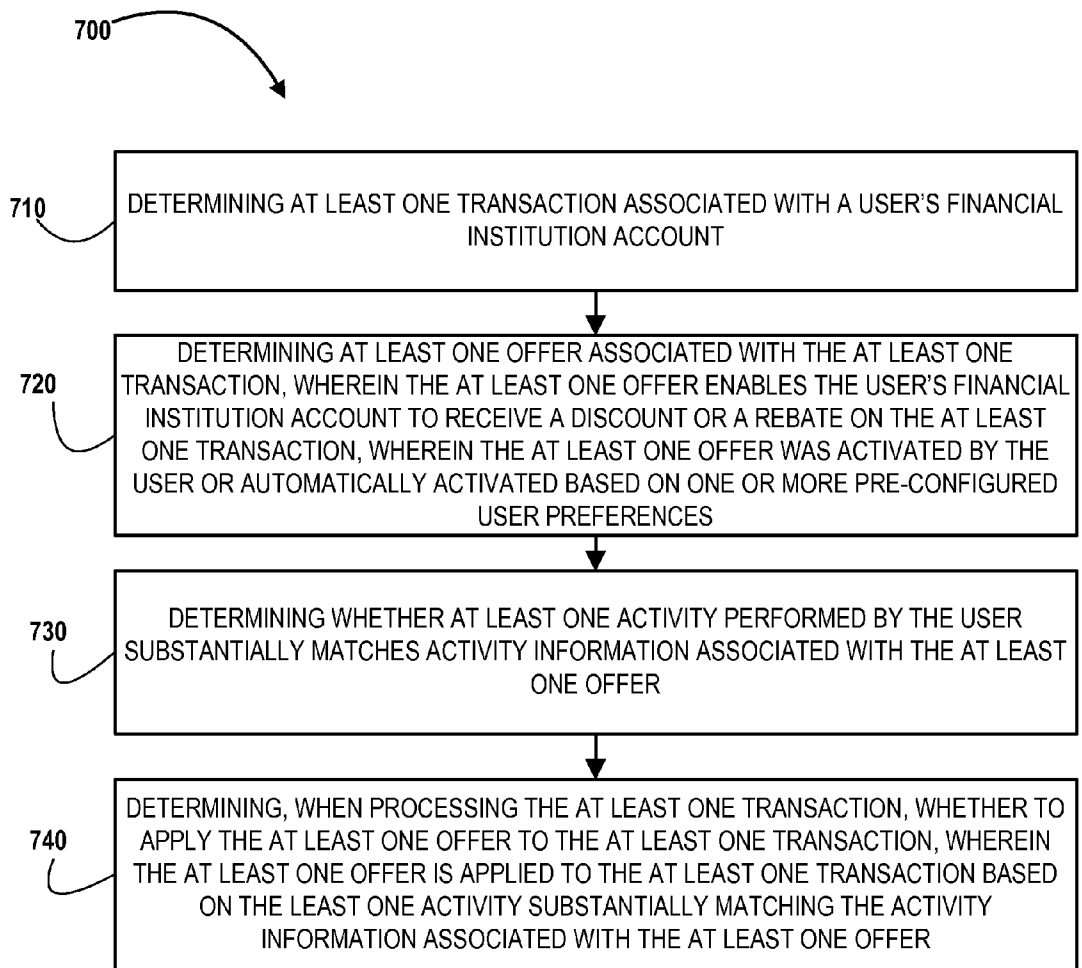 700
710
DETERMINING AT LEAST ONE TRANSACTION ASSOCIATED WITH A USER'S FINANCIAL
INSTITUTION ACCOUNT
720
DETERMINING AT LEAST ONE OFFER ASSOCIATED WITH THE AT LEAST ONE
TRANSACTION, WHEREIN THE AT LEAST ONE OFFER ENABLES THE USER'S FINANCIAL
INSTITUTION ACCOUNT TO RECEIVE A DISCOUNT OR A REBATE ON THE AT LEAST
ONE TRANSACTION, WHEREIN THE AT LEAST ONE OFFER WAS ACTIVATED BY THE
USER OR AUTOMATICALLY ACTIVATED BASED ON ONE OR MORE PRE-CONFIGURED
USER PREFERENCES
730
DETERMINING WHETHER AT LEAST ONE ACTIVITY PERFORMED BY THE USER
SUBSTANTIALLY MATCHES ACTIVITY INFORMATION ASSOCIATED WITH THE AT LEAST
ONE OFFER
740
DETERMINING, WHEN PROCESSING THE AT LEAST ONE TRANSACTION, WHETHER TO
APPLY THE AT LEAST ONE OFFER TO THE AT LEAST ONE TRANSACTION, WHEREIN
THE AT LEAST ONE OFFER IS APPLIED TO THE AT LEAST ONE TRANSACTION BASED
ON THE LEAST ONE ACTIVITY SUBSTANTIALLY MATCHING THE ACTIVITY
INFORMATION ASSOCIATED WITH THE AT LEAST ONE OFFER